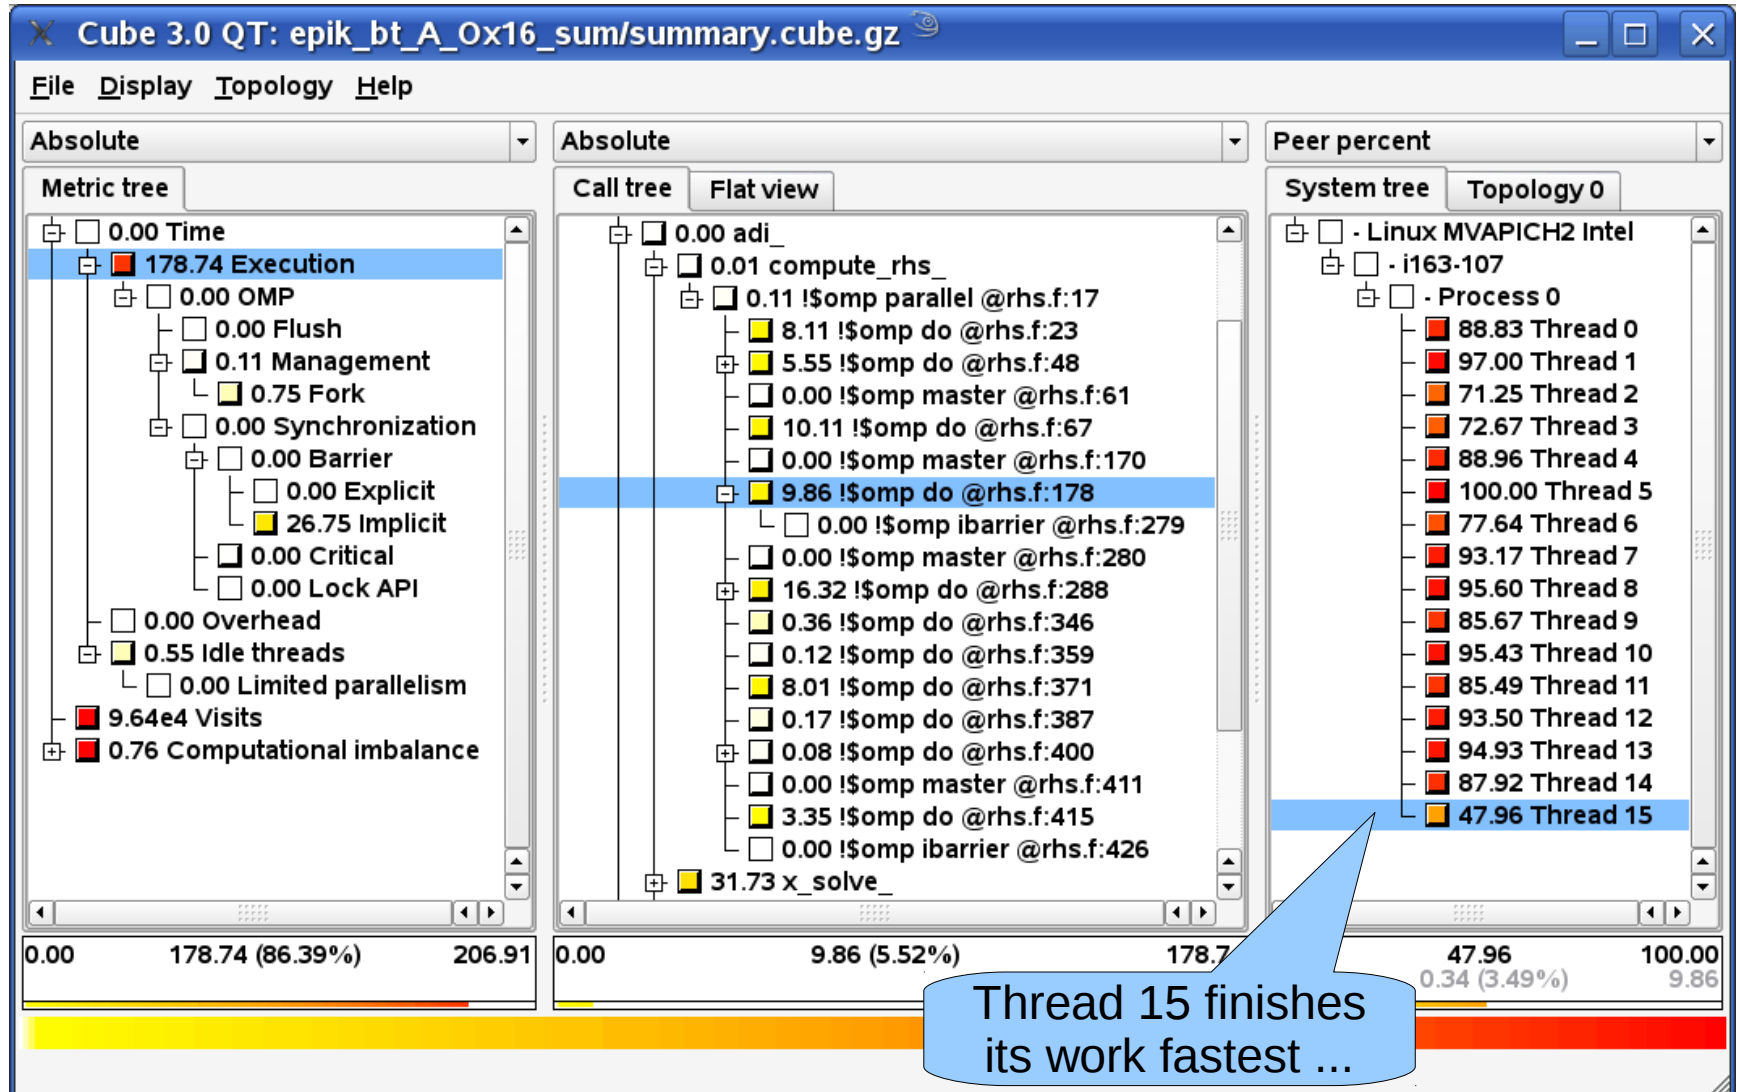 Cube 3.0 QT: epik_bt_A_Ox16_sum/summary.cube.gz
File Display Topology Help
Absolute
Metric tree
0.00 Time
178.74 Execution
0.00 OMP
0.00 Flush
0.11 Management
0.75 Fork
0.00 Synchronization
0.00 Barrier
0.00 Explicit
26.75 Implicit
0.00 Critical
0.00 Lock API
0.00 Overhead
0.55 Idle threads
0.00 Limited parallelism
9.64e4 Visits
0.76 Computational imbalance
0.00 178.74 (86.39%) 206.91
Absolute
Call tree Flat view
0.00 adi_
0.01 compute_rhs_
0.11 !$omp parallel @rhs.f:17
8.11 !$omp do @rhs.f:23
5.55 !$omp do @rhs.f:48
0.00 !$omp master @rhs.f:61
10.11 !$omp do @rhs.f:67
0.00 !$omp master @rhs.f:170
9.86 !$omp do @rhs.f:178
0.00 !$omp ibarrier @rhs.f:279
0.00 !$omp master @rhs.f:280
16.32 !$omp do @rhs.f:288
0.36 !$omp do @rhs.f:346
0.12 !$omp do @rhs.f:359
8.01 !$omp do @rhs.f:371
0.17 !$omp do @rhs.f:387
0.08 !$omp do @rhs.f:400
0.00 !$omp master @rhs.f:411
3.35 !$omp do @rhs.f:415
0.00 !$omp ibarrier @rhs.f:426
31.73 x_solve_
0.00 9.86 (5.52%) 178.7
Peer percent
System tree Topology 0
- Linux MVAPICH2 Intel
- i163-107
- Process 0
88.83 Thread 0
97.00 Thread 1
71.25 Thread 2
72.67 Thread 3
88.96 Thread 4
100.00 Thread 5
77.64 Thread 6
93.17 Thread 7
95.60 Thread 8
85.67 Thread 9
95.43 Thread 10
85.49 Thread 11
93.50 Thread 12
94.93 Thread 13
87.92 Thread 14
47.96 Thread 15
47.96 100.00
0.34 (3.49%) 9.86
Thread 15 finishes
its work fastest ...